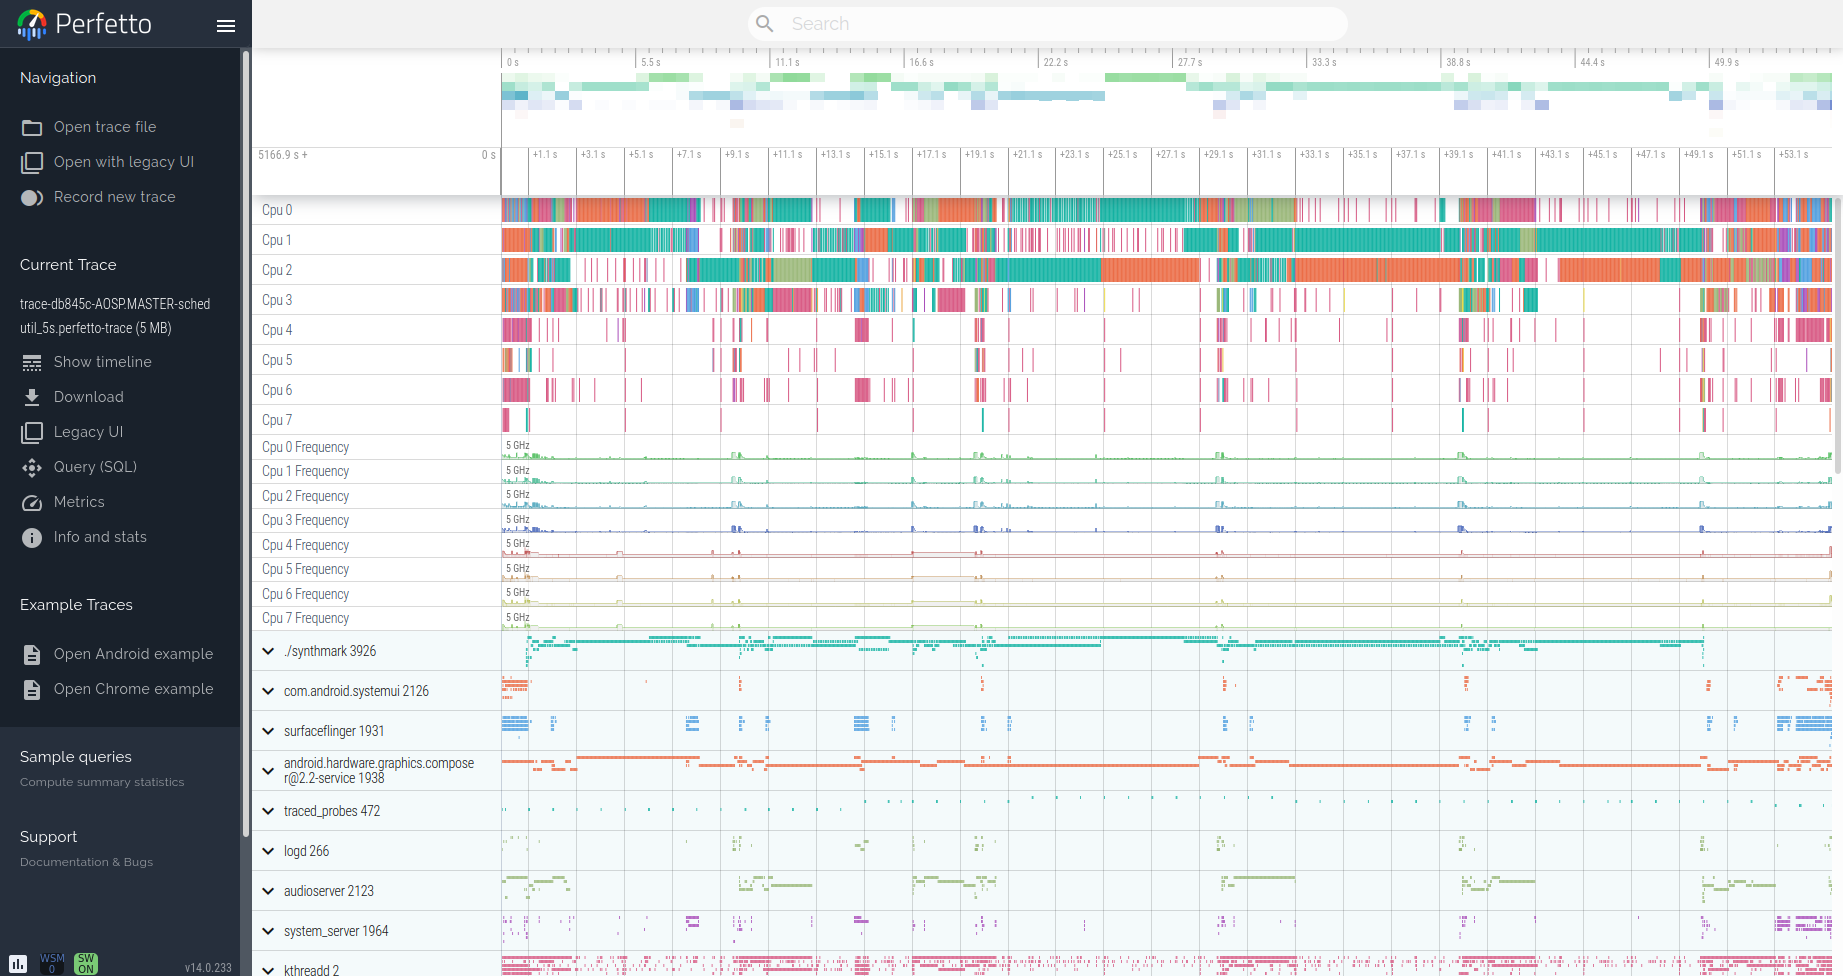 Perfetto
Search
Navigation
Open trace file
Open with legacy UI
Record new trace
Current Trace
trace-db845c-AOSP.MASTER-sched
util_5s.perfetto-trace (5 MB)
Show timeline
Download
Legacy UI
Query (SQL)
Metrics
Info and stats
Example Traces
Open Android example
Open Chrome example
Sample queries
Compute summary statistics
Support
Documentation & Bugs
WSM
0
SW
ON
v14.0.233
0 s 5.5 s 11.1 s 16.6 s 22.2 s 27.7 s 33.3 s 38.8 s 44.4 s 49.9 s
5166.9 s + 0 s +1.1 s +3.1 s +5.1 s +7.1 s +9.1 s +11.1 s +13.1 s +15.1 s +17.1 s +19.1 s +21.1 s +23.1 s +25.1 s +27.1 s +29.1 s +31.1 s +33.1 s +35.1 s +37.1 s +39.1 s +41.1 s +43.1 s +45.1 s +47.1 s +49.1 s +51.1 s +53.1 s
Cpu 0
Cpu 1
Cpu 2
Cpu 3
Cpu 4
Cpu 5
Cpu 6
Cpu 7
Cpu 0 Frequency 5 GHz
Cpu 1 Frequency 5 GHz
Cpu 2 Frequency 5 GHz
Cpu 3 Frequency 5 GHz
Cpu 4 Frequency 5 GHz
Cpu 5 Frequency 5 GHz
Cpu 6 Frequency 5 GHz
Cpu 7 Frequency 5 GHz
./synthmark 3926
com.android.systemui 2126
surfaceflinger 1931
android.hardware.graphics.compose
r@2.2-service 1938
traced_probes 472
logd 266
audioserver 2123
system_server 1964
kthreadd 2